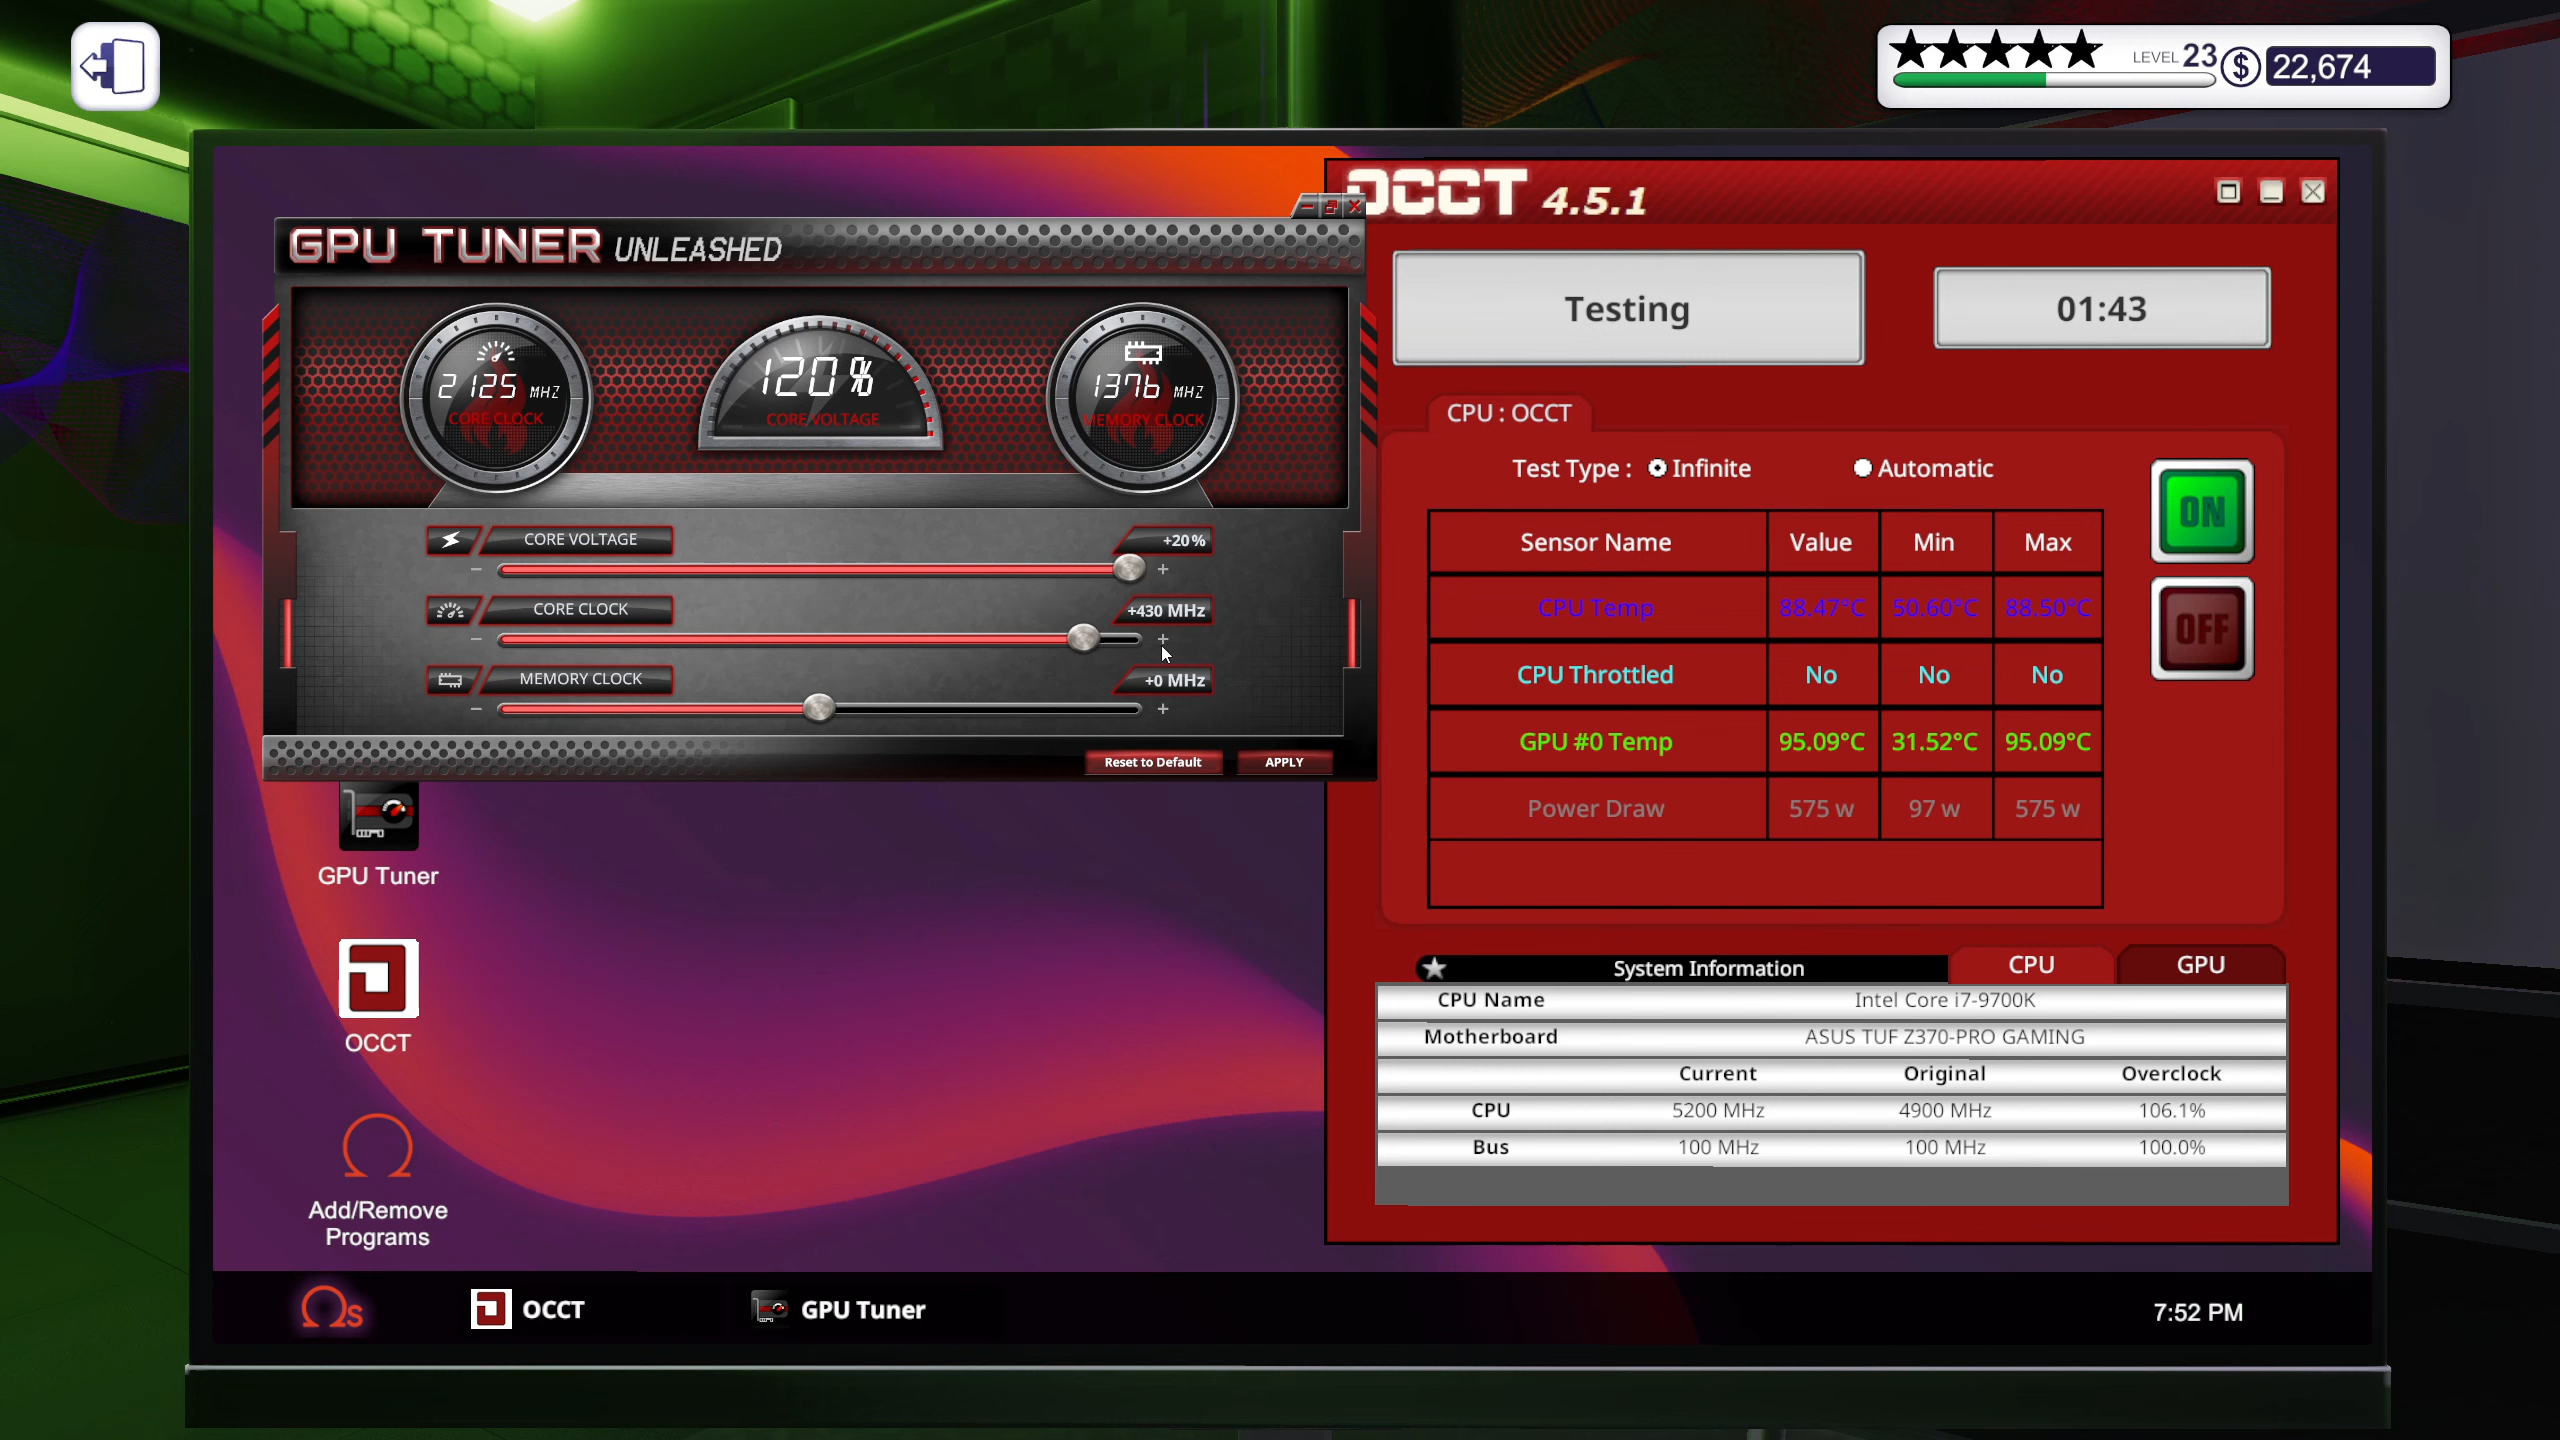 LEVEL 23
$ 22,674
OCCT 4.5.1
GPU TUNER UNLEASHED
2125 MHZ
CORE CLOCK
120%
CORE VOLTAGE
1376 MHZ
MEMORY CLOCK
CORE VOLTAGE
+20%
CORE CLOCK
+430 MHz
MEMORY CLOCK
+0 MHz
Reset to Default
APPLY
Testing
01:43
CPU : OCCT
Test Type : Infinite Automatic
Sensor Name Value Min Max
CPU Temp 88.47°C 50.60°C 88.50°C
CPU Throttled No No No
GPU #0 Temp 95.09°C 31.52°C 95.09°C
Power Draw 575 w 97 w 575 w
ON
OFF
System Information
CPU
GPU
CPU Name Intel Core i7-9700K
Motherboard ASUS TUF Z370-PRO GAMING
Current Original Overclock
CPU 5200 MHz 4900 MHz 106.1%
Bus 100 MHz 100 MHz 100.0%
GPU Tuner
OCCT
Add/Remove
Programs
Ωs
OCCT
GPU Tuner
7:52 PM